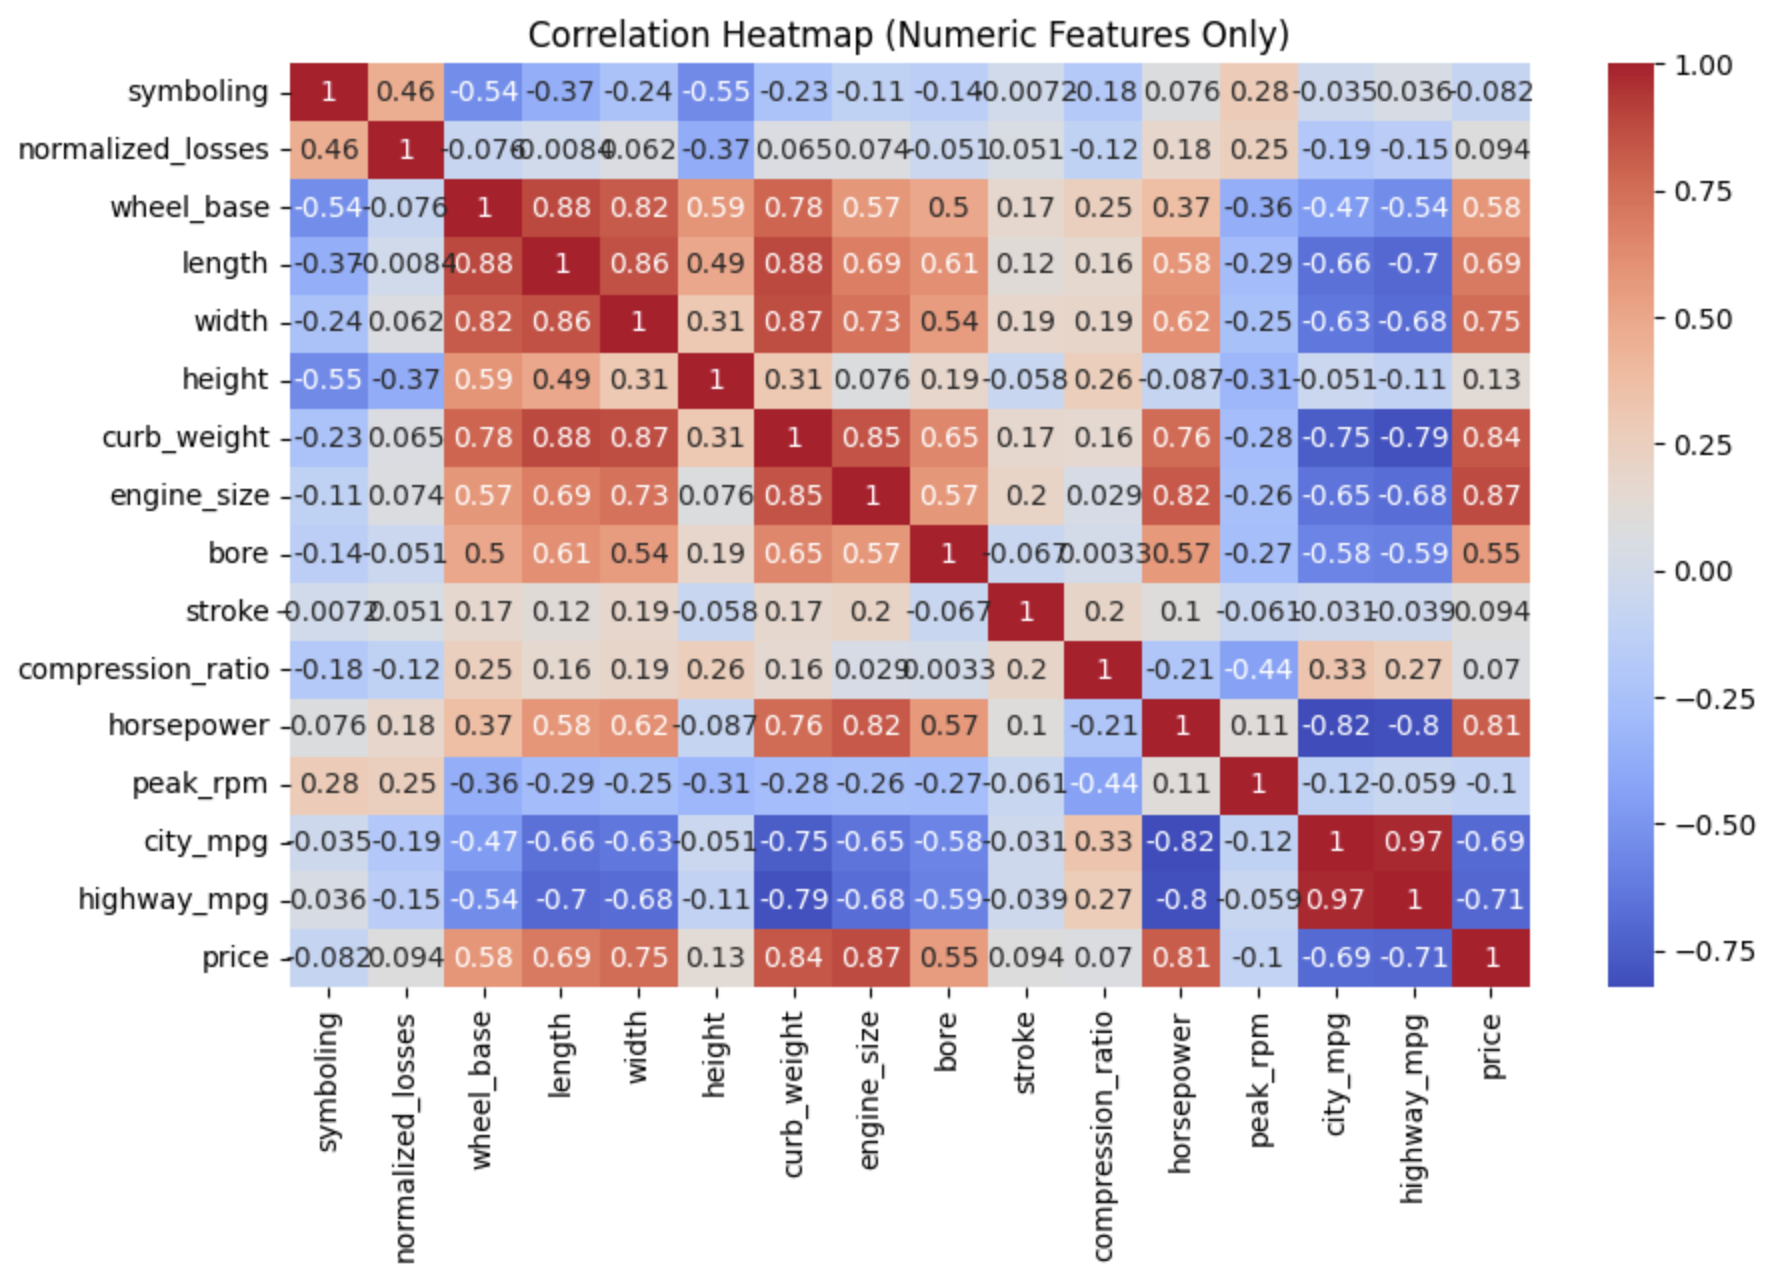 Correlation Heatmap (Numeric Features Only)
symboling 1 0.46 -0.54 -0.37 -0.24 -0.55 -0.23 -0.11 -0.14 -0.0072 -0.18 0.076 0.28 -0.035 0.036 -0.082
normalized_losses 0.46 1 -0.076 0.0084 0.062 -0.37 0.065 0.074 -0.051 0.051 -0.12 0.18 0.25 -0.19 -0.15 0.094
wheel_base -0.54 -0.076 1 0.88 0.82 0.59 0.78 0.57 0.5 0.17 0.25 0.37 -0.36 -0.47 -0.54 0.58
length -0.37 0.0084 0.88 1 0.86 0.49 0.88 0.69 0.61 0.12 0.16 0.58 -0.29 -0.66 -0.7 0.69
width -0.24 0.062 0.82 0.86 1 0.31 0.87 0.73 0.54 0.19 0.19 0.62 -0.25 -0.63 -0.68 0.75
height -0.55 -0.37 0.59 0.49 0.31 1 0.31 0.076 0.19 -0.058 0.26 -0.087 -0.31 -0.051 -0.11 0.13
curb_weight -0.23 0.065 0.78 0.88 0.87 0.31 1 0.85 0.65 0.17 0.16 0.76 -0.28 -0.75 -0.79 0.84
engine_size -0.11 0.074 0.57 0.69 0.73 0.076 0.85 1 0.57 0.2 0.029 0.82 -0.26 -0.65 -0.68 0.87
bore -0.14 -0.051 0.5 0.61 0.54 0.19 0.65 0.57 1 -0.067 0.0033 0.57 -0.27 -0.58 -0.59 0.55
stroke -0.0072 0.051 0.17 0.12 0.19 -0.058 0.17 0.2 -0.067 1 0.2 0.1 -0.061 -0.031 -0.039 0.094
compression_ratio -0.18 -0.12 0.25 0.16 0.19 0.26 0.16 0.029 0.0033 0.2 1 -0.21 -0.44 0.33 0.27 0.07
horsepower 0.076 0.18 0.37 0.58 0.62 -0.087 0.76 0.82 0.57 0.1 -0.21 1 0.11 -0.82 -0.8 0.81
peak_rpm 0.28 0.25 -0.36 -0.29 -0.25 -0.31 -0.28 -0.26 -0.27 -0.061 -0.44 0.11 1 -0.12 -0.059 -0.1
city_mpg -0.035 -0.19 -0.47 -0.66 -0.63 -0.051 -0.75 -0.65 -0.58 -0.031 0.33 -0.82 -0.12 1 0.97 -0.69
highway_mpg 0.036 -0.15 -0.54 -0.7 -0.68 -0.11 -0.79 -0.68 -0.59 -0.039 0.27 -0.8 -0.059 0.97 1 -0.71
price -0.082 0.094 0.58 0.69 0.75 0.13 0.84 0.87 0.55 0.094 0.07 0.81 -0.1 -0.69 -0.71 1
symboling
normalized_losses
wheel_base
length
width
height
curb_weight
engine_size
bore
stroke
compression_ratio
horsepower
peak_rpm
city_mpg
highway_mpg
price
1.00
0.75
0.50
0.25
0.00
−0.25
−0.50
−0.75